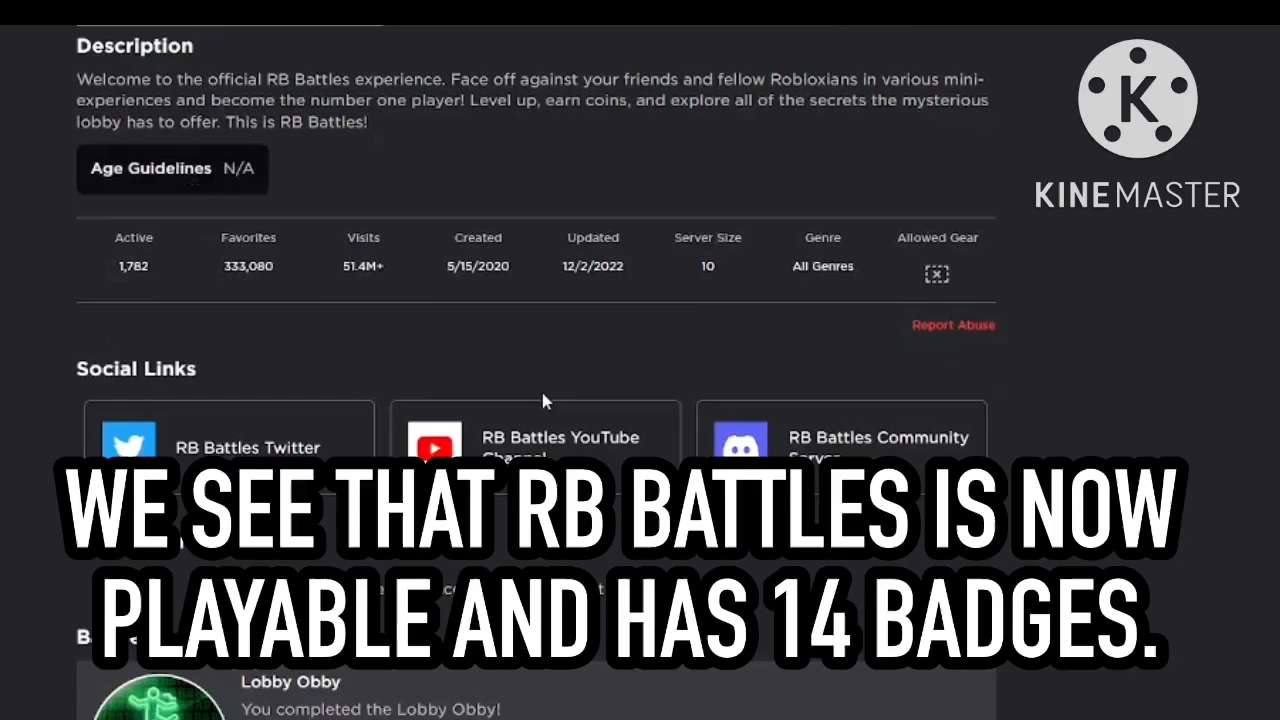 Description
Welcome to the official RB Battles experience. Face off against your friends and fellow Robloxians in various mini-
experiences and become the number one player! Level up, earn coins, and explore all of the secrets the mysterious
lobby has to offer. This is RB Battles!
K
KINEMASTER
Age Guidelines N/A
Active Favorites Visits Created Updated Server Size Genre Allowed Gear
1,782 333,080 51.4M+ 5/15/2020 12/2/2022 10 All Genres
Report Abuse
Social Links
RB Battles Twitter
RB Battles YouTube
Channel
RB Battles Community
Server
WE SEE THAT RB BATTLES IS NOW
PLAYABLE AND HAS 14 BADGES.
Lobby Obby
You completed the Lobby Obby!